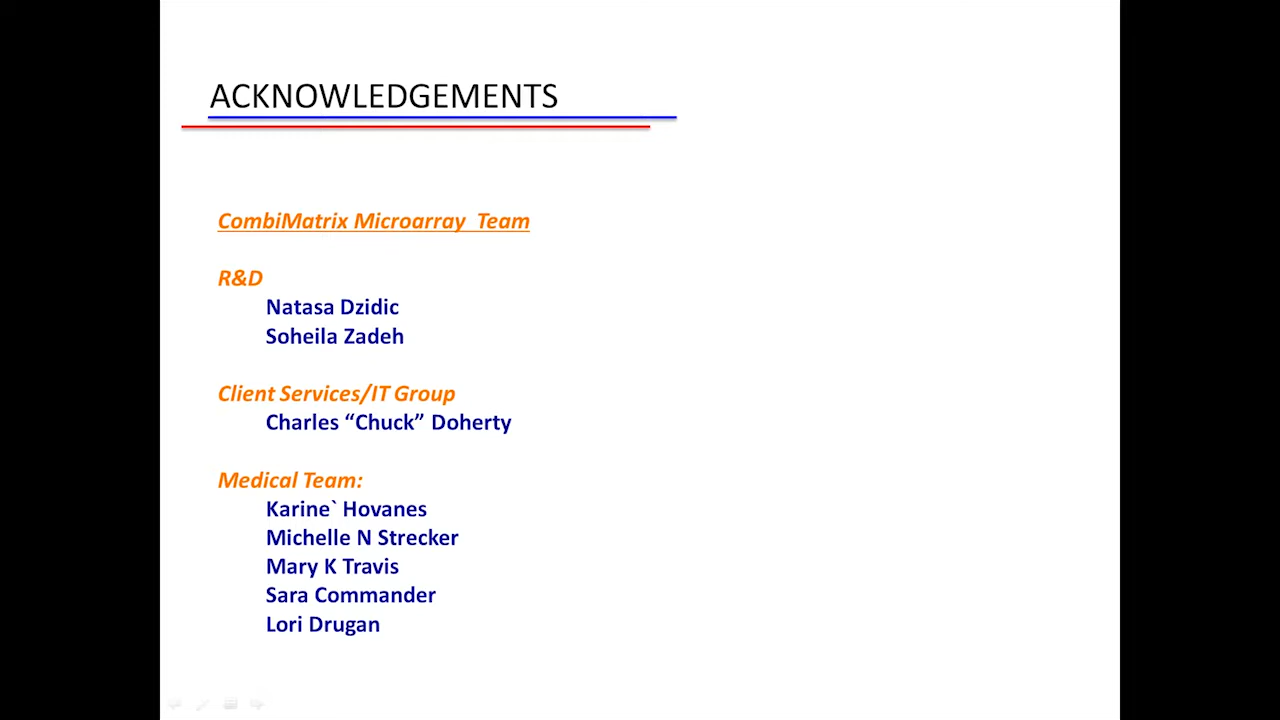 ACKNOWLEDGEMENTS
CombiMatrix Microarray  Team
R&D
Natasa Dzidic
Soheila Zadeh
Client Services/IT Group
Charles “Chuck” Doherty
Medical Team:
Karine` Hovanes
Michelle N Strecker
Mary K Travis
Sara Commander
Lori Drugan